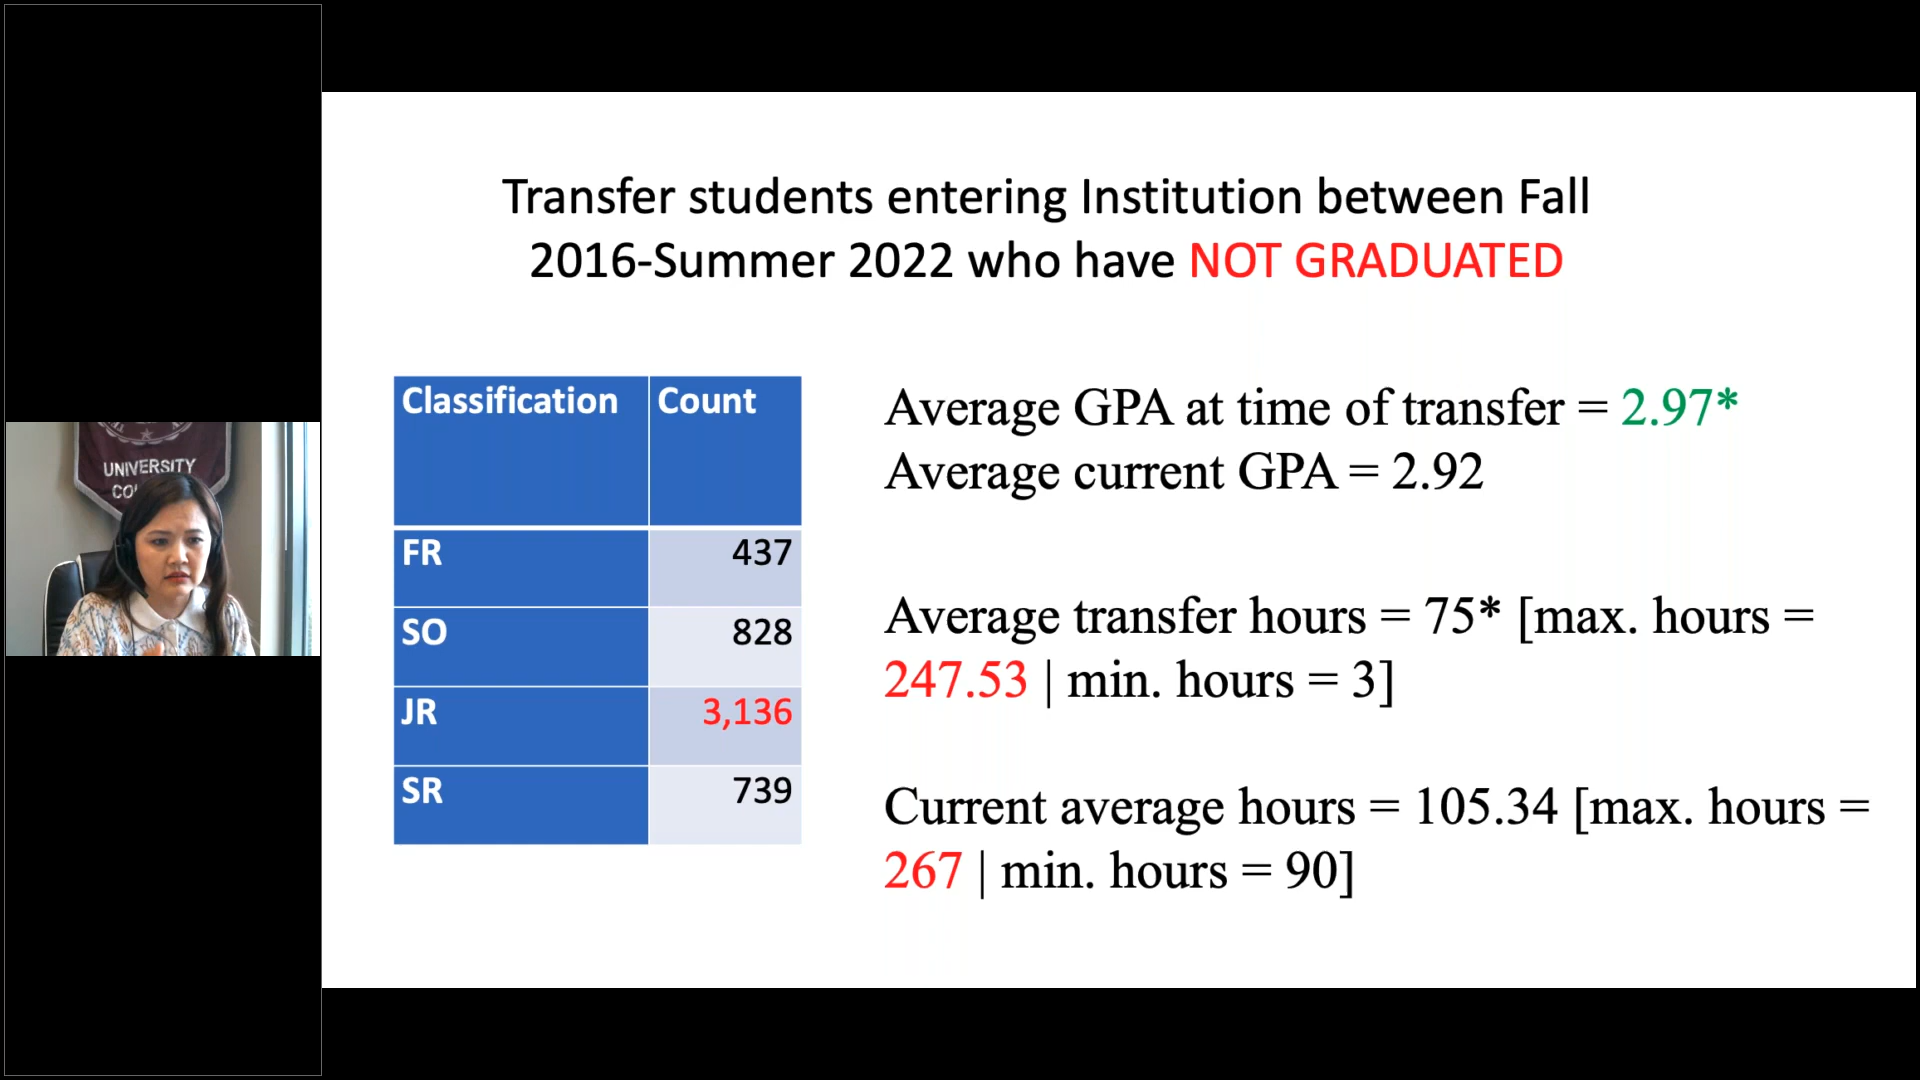 Transfer students entering Institution between Fall
2016-Summer 2022 who have NOT GRADUATED
Classification Count
FR 437
SO 828
JR 3,136
SR 739
Average GPA at time of transfer = 2.97*
Average current GPA = 2.92
Average transfer hours = 75* [max. hours =
247.53 | min. hours = 3]
Current average hours = 105.34 [max. hours =
267 | min. hours = 90]
UNIVERSITY